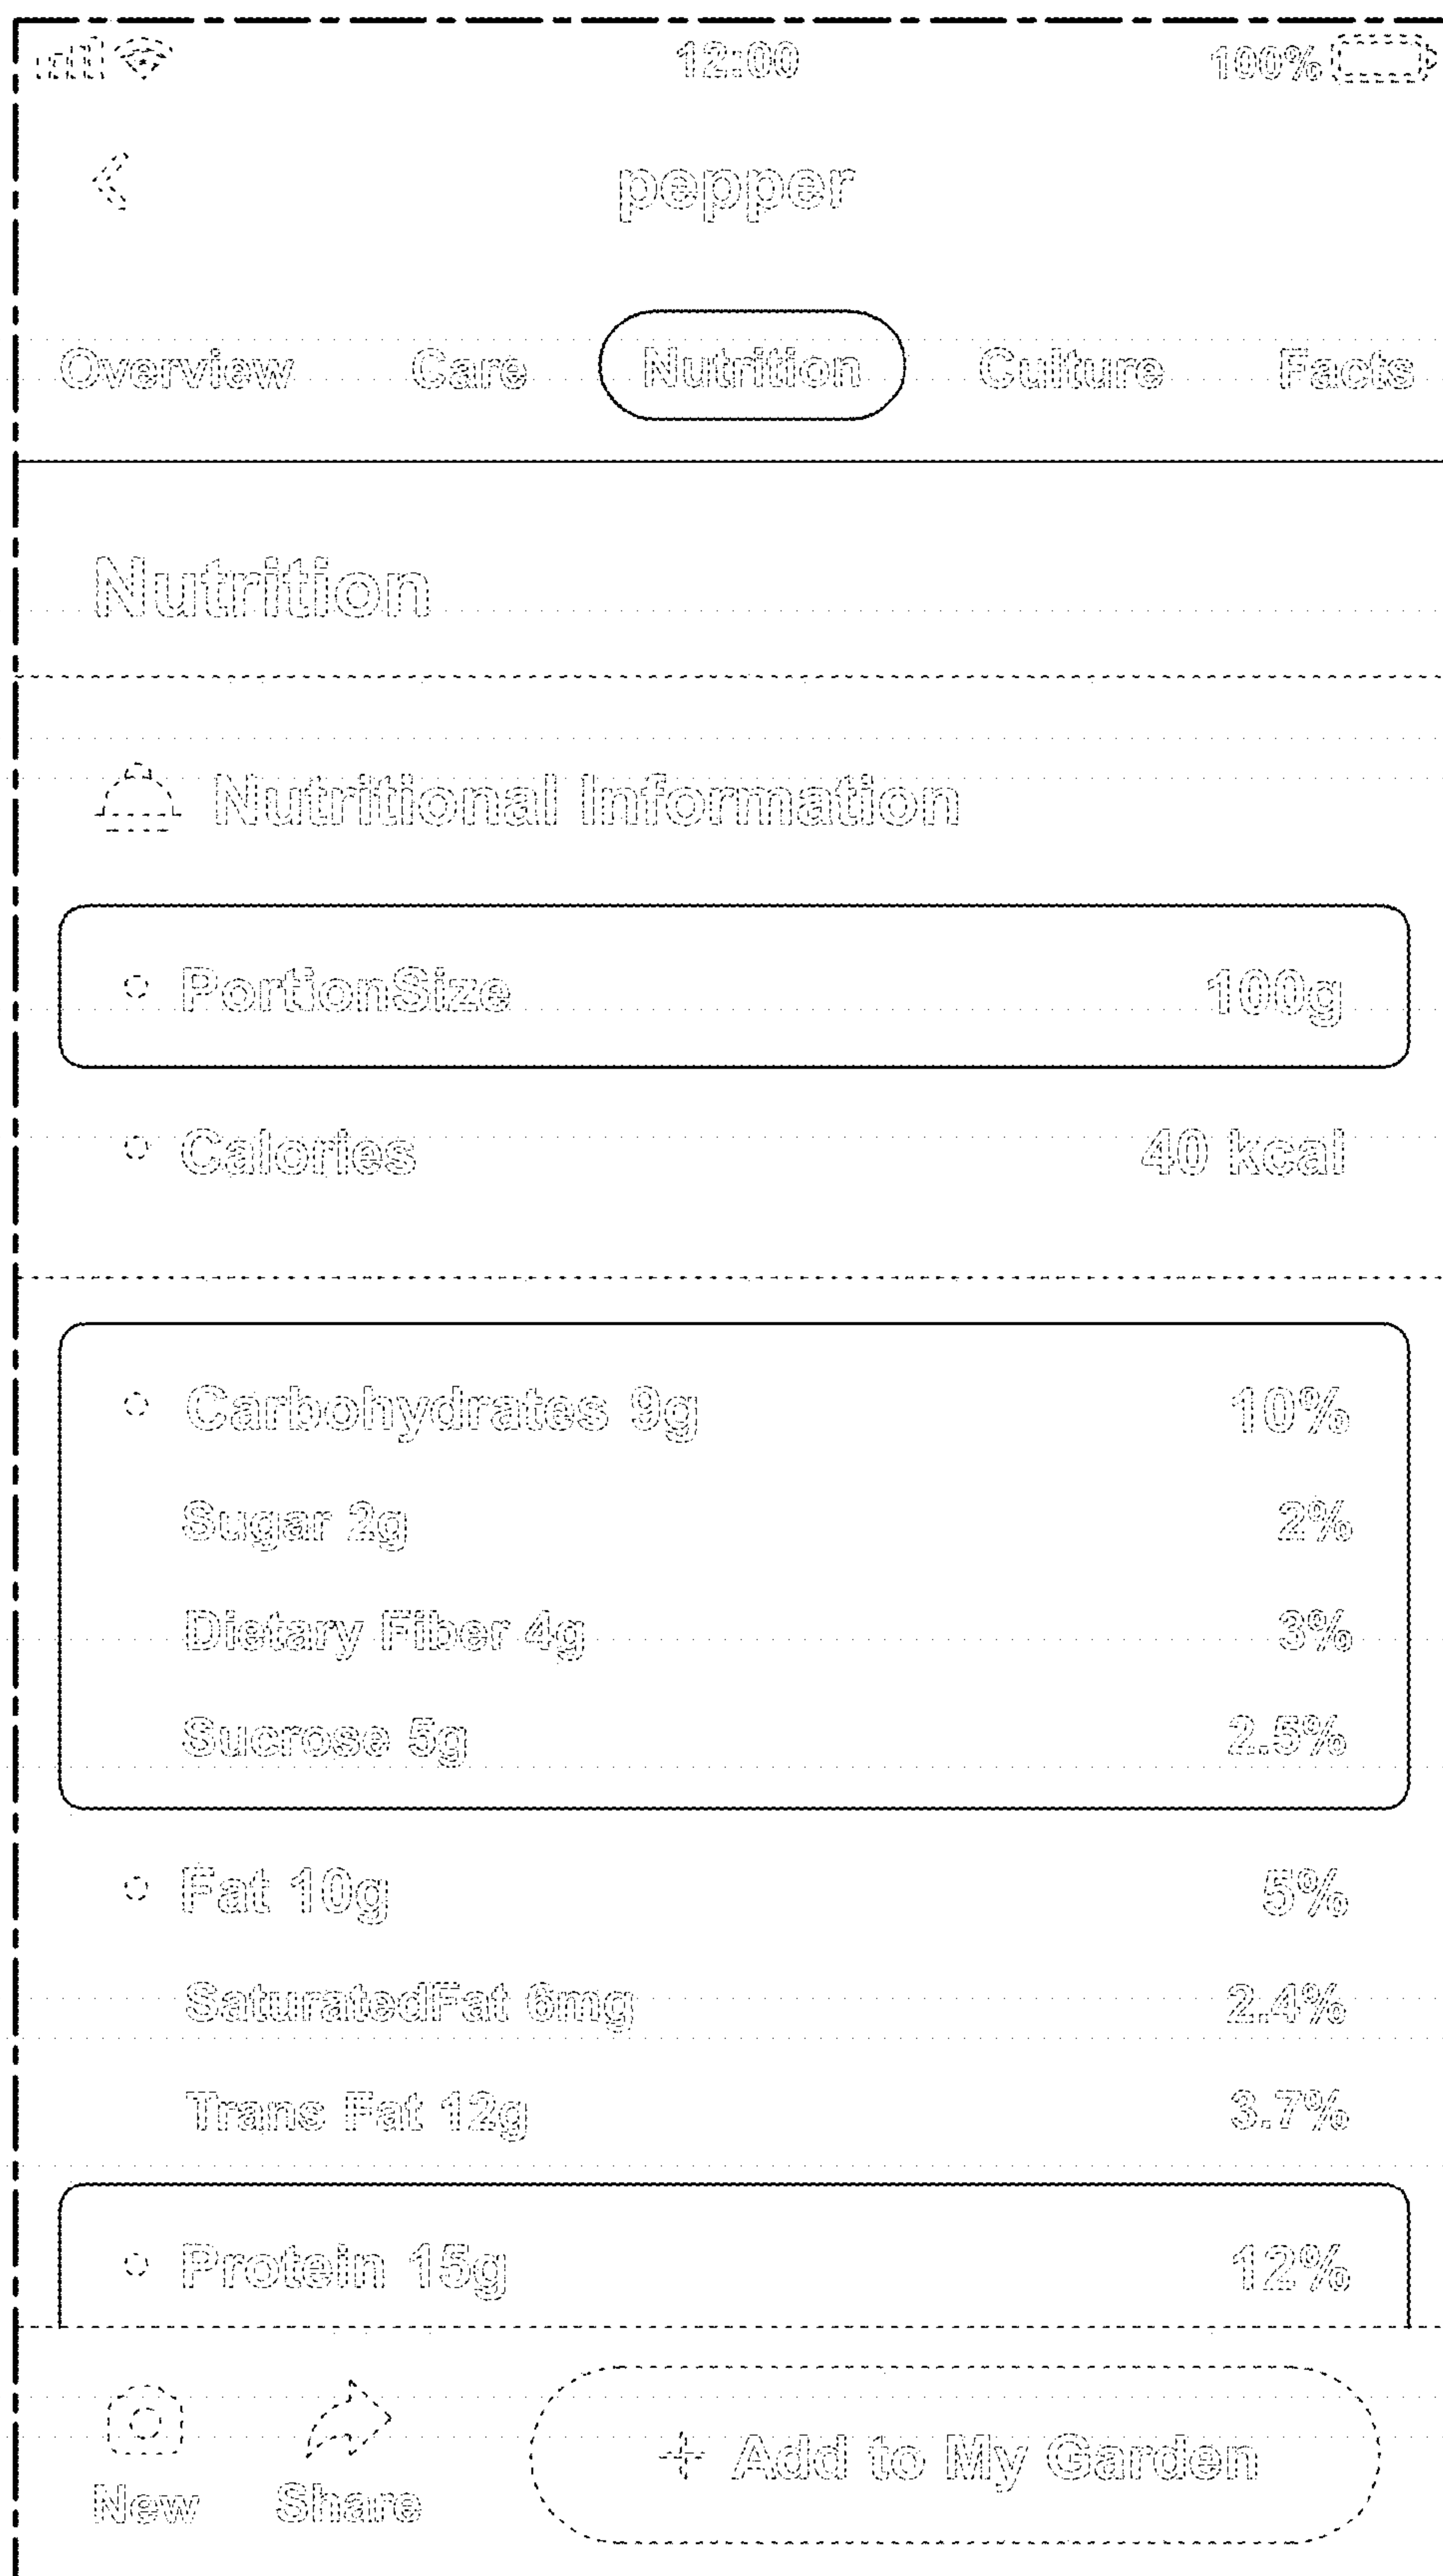 12:00 100%
pepper
Overview Care Nutrition Culture Facts
Nutrition
Nutritional Information
PortionSize 100g
Calories 40 kcal
Carbohydrates 9g 10%
Sugar 2g 2%
Dietary Fiber 4g 3%
Sucrose 5g 2.5%
Fat 10g 5%
SaturatedFat 6mg 2.4%
Trans Fat 12g 3.7%
Protein 15g 12%
+ Add to My Garden
New Share